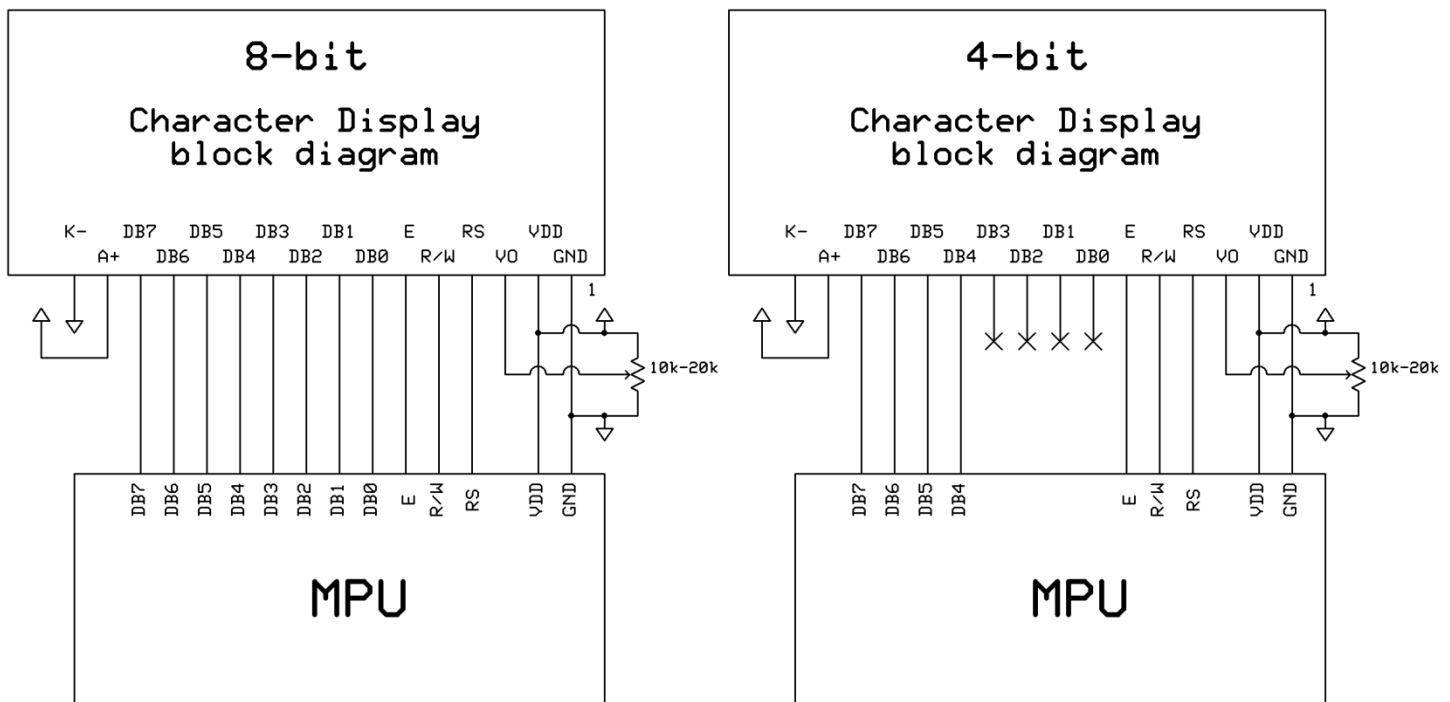 8-bit
Character Display
block diagram
K- DB7 DB5 DB3 DB1 E RS VDD
A+ DB6 DB4 DB2 DB0 R/W VO GND
1
10k-20k
DB7 DB6 DB5 DB4 DB3 DB2 DB1 DB0 E R/W RS VDD GND
MPU
4-bit
Character Display
block diagram
K- DB7 DB5 DB3 DB1 E RS VDD
A+ DB6 DB4 DB2 DB0 R/W VO GND
1
10k-20k
DB7 DB6 DB5 DB4 E R/W RS VDD GND
MPU